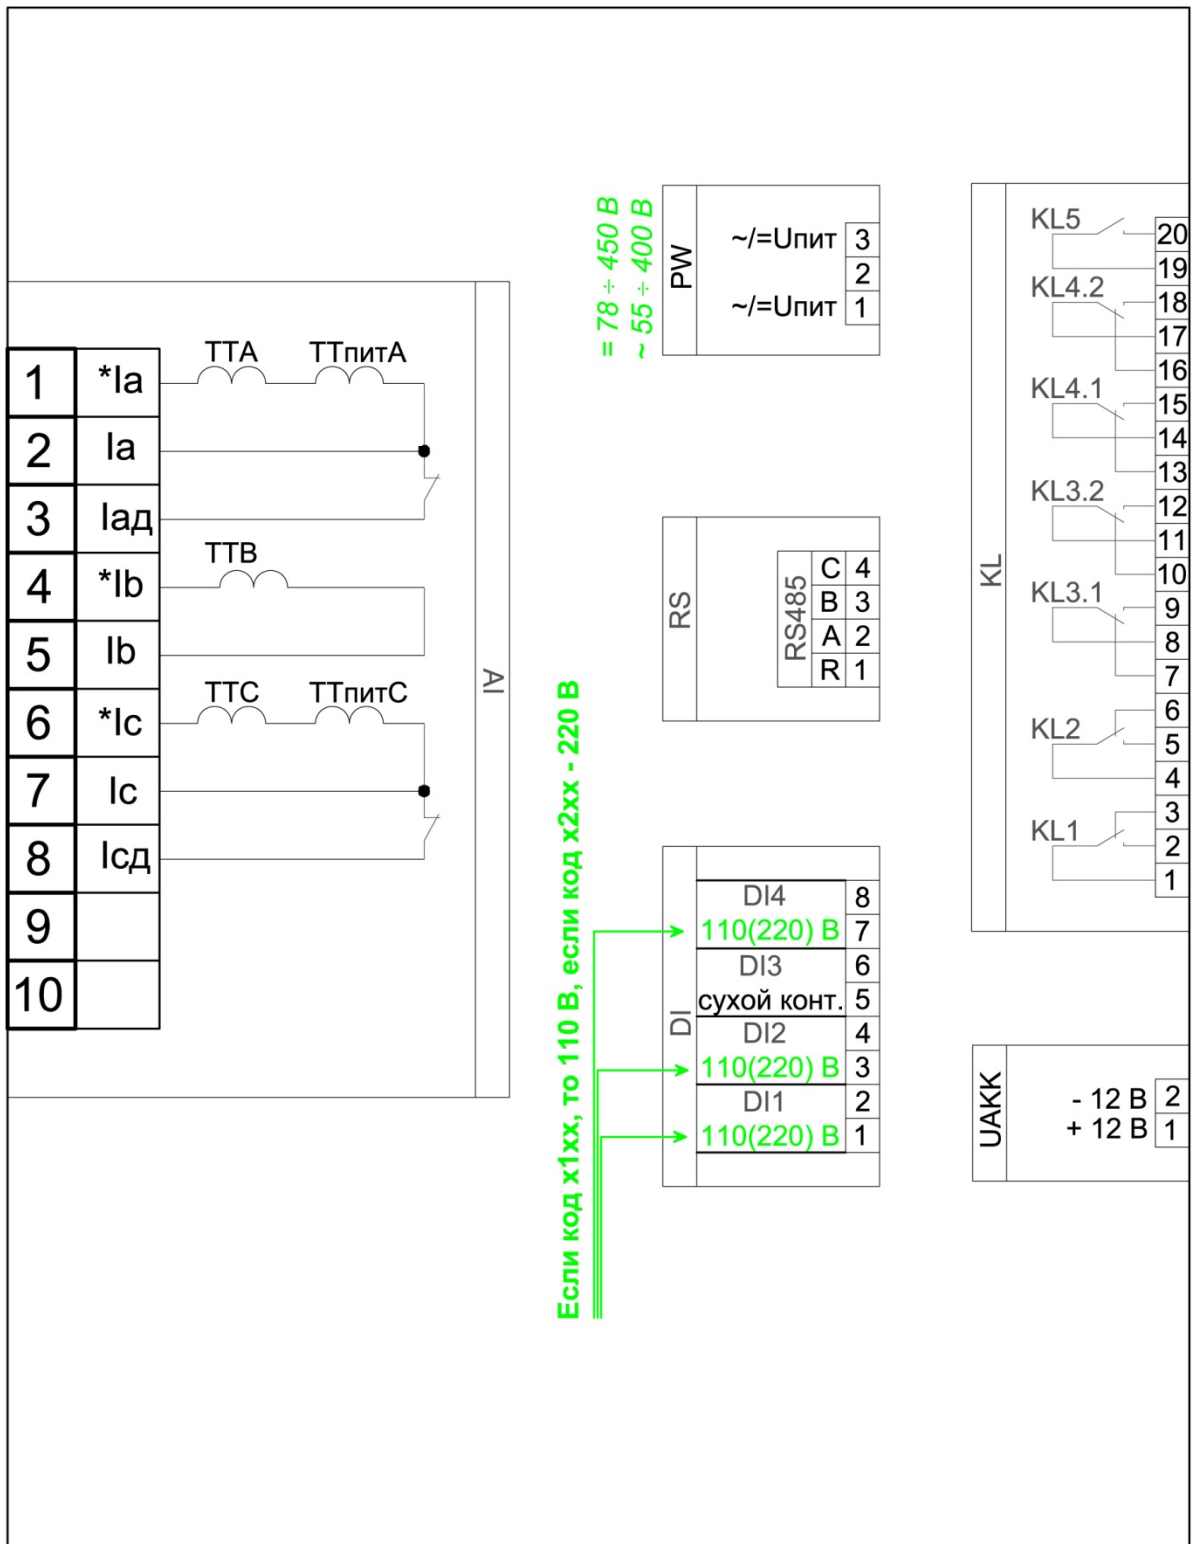 1 *Ia
2 Ia
3 Iад
4 *Ib
5 Ib
6 *Ic
7 Ic
8 Icд
9
10
ТТА ТТпитА
ТТВ
ТТС ТТпитС
AI
= 78 ÷ 450 В
~ 55 ÷ 400 В
PW
~/=Uпит 3
2
~/=Uпит 1
RS
RS485
C 4
B 3
A 2
R 1
Если код х1хх, то 110 В, если код х2хх - 220 В
DI
DI4 8
110(220) В 7
DI3 6
сухой конт. 5
DI2 4
110(220) В 3
DI1 2
110(220) В 1
KL
KL5 20
19
KL4.2 18
17
16
KL4.1 15
14
13
KL3.2 12
11
10
KL3.1 9
8
7
6
KL2 5
4
3
KL1 2
1
UAKK
- 12 В 2
+ 12 В 1